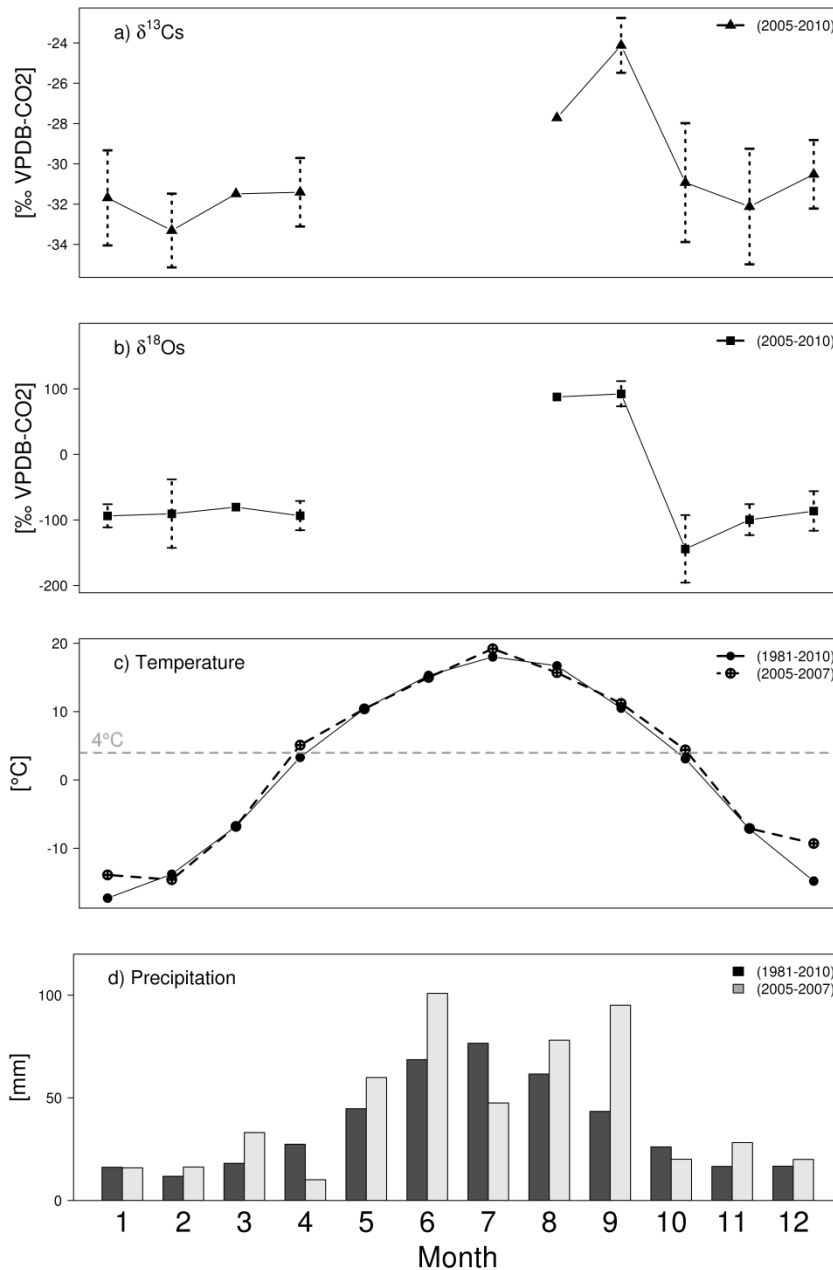 a) δ¹³Cs
(2005-2010)
[‰ VPDB-CO2]
-24
-26
-28
-30
-32
-34
b) δ¹⁸Os
(2005-2010)
[‰ VPDB-CO2]
100
0
-100
-200
c) Temperature
(1981-2010)
(2005-2007)
[°C]
20
10
0
-10
4°C
d) Precipitation
(1981-2010)
(2005-2007)
[mm]
100
50
0
1 2 3 4 5 6 7 8 9 10 11 12
Month